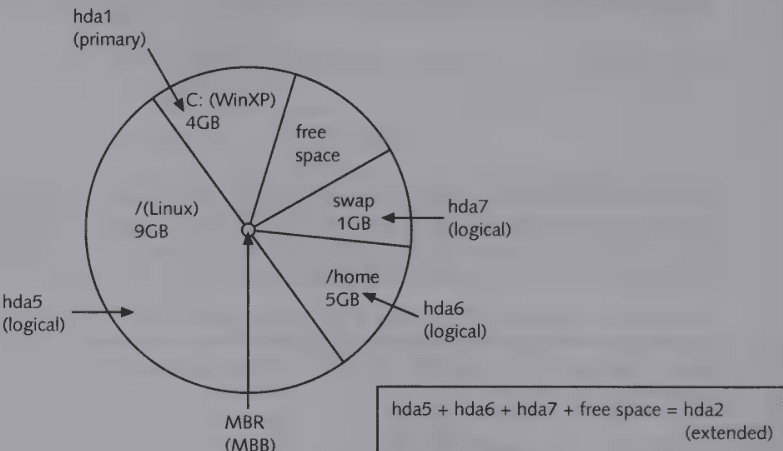 hda1
(primary)
C: (WinXP)
4GB
free
space
/(Linux)
9GB
swap
1GB
hda7
(logical)
/home
5GB
hda5
(logical)
hda6
(logical)
MBR
(MBB)
hda5 + hda6 + hda7 + free space = hda2
(extended)